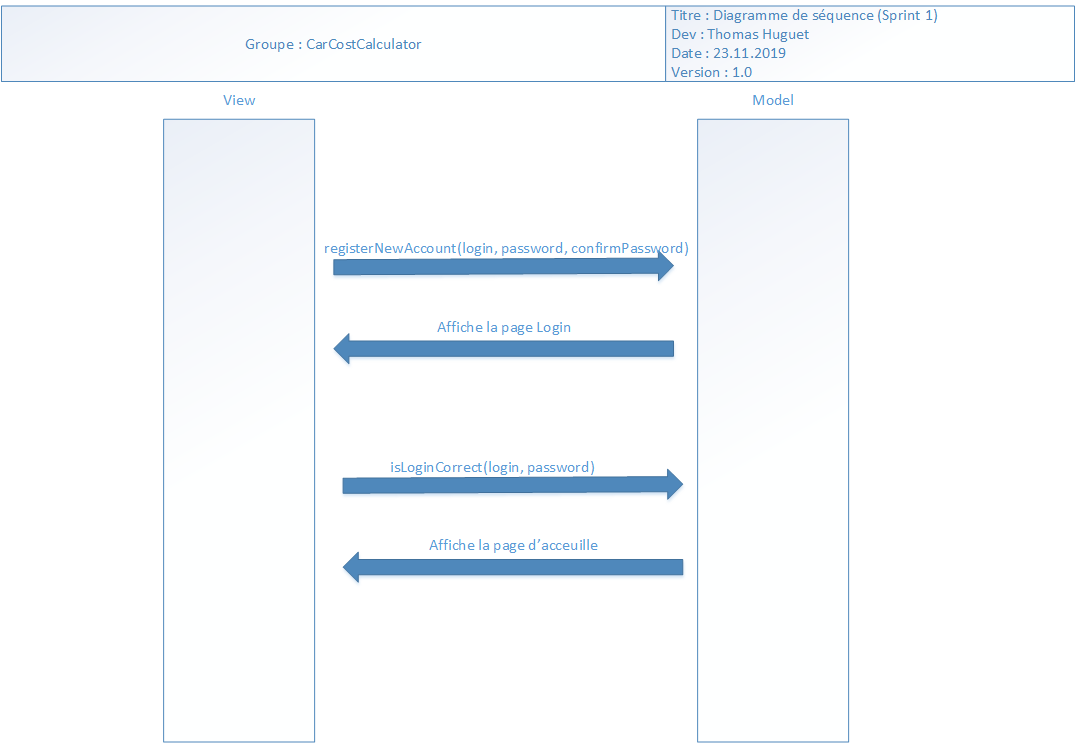 Groupe : CarCostCalculator
Titre : Diagramme de séquence (Sprint 1)
Dev : Thomas Huguet
Date : 23.11.2019
Version : 1.0
View
Model
registerNewAccount(login, password, confirmPassword)
Affiche la page Login
isLoginCorrect(login, password)
Affiche la page d’acceuille